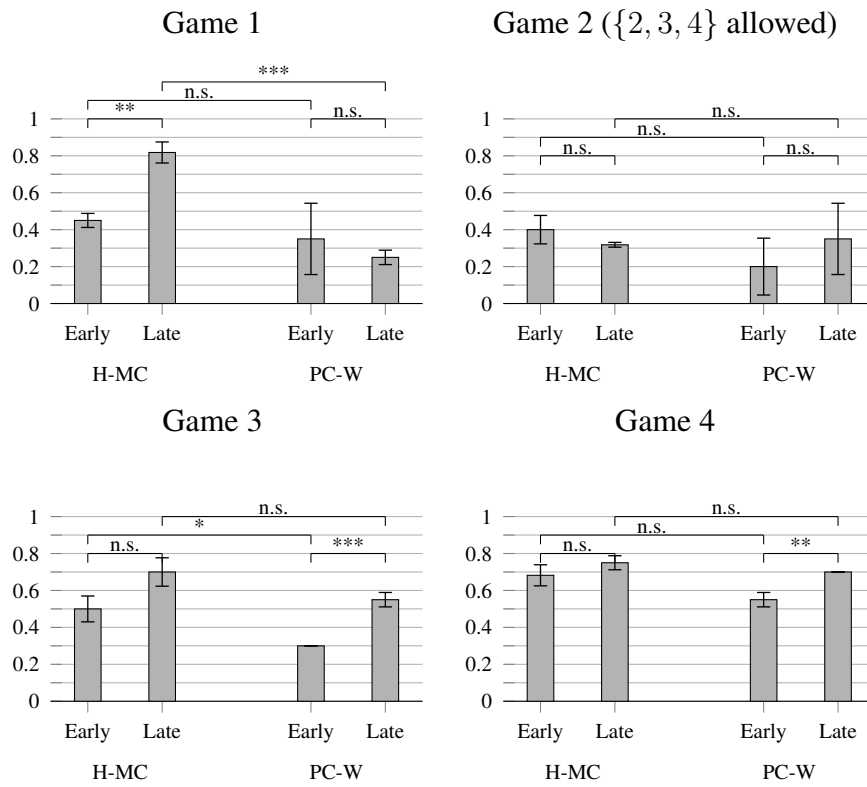 Game 1
***
n.s.
**
n.s.
1
0.8
0.6
0.4
0.2
0
Early Late Early Late
H-MC PC-W
Game 2 ({2, 3, 4} allowed)
n.s.
n.s.
n.s. n.s.
1
0.8
0.6
0.4
0.2
0
Early Late Early Late
H-MC PC-W
Game 3
n.s.
*
n.s. ***
1
0.8
0.6
0.4
0.2
0
Early Late Early Late
H-MC PC-W
Game 4
n.s.
n.s.
n.s. **
1
0.8
0.6
0.4
0.2
0
Early Late Early Late
H-MC PC-W